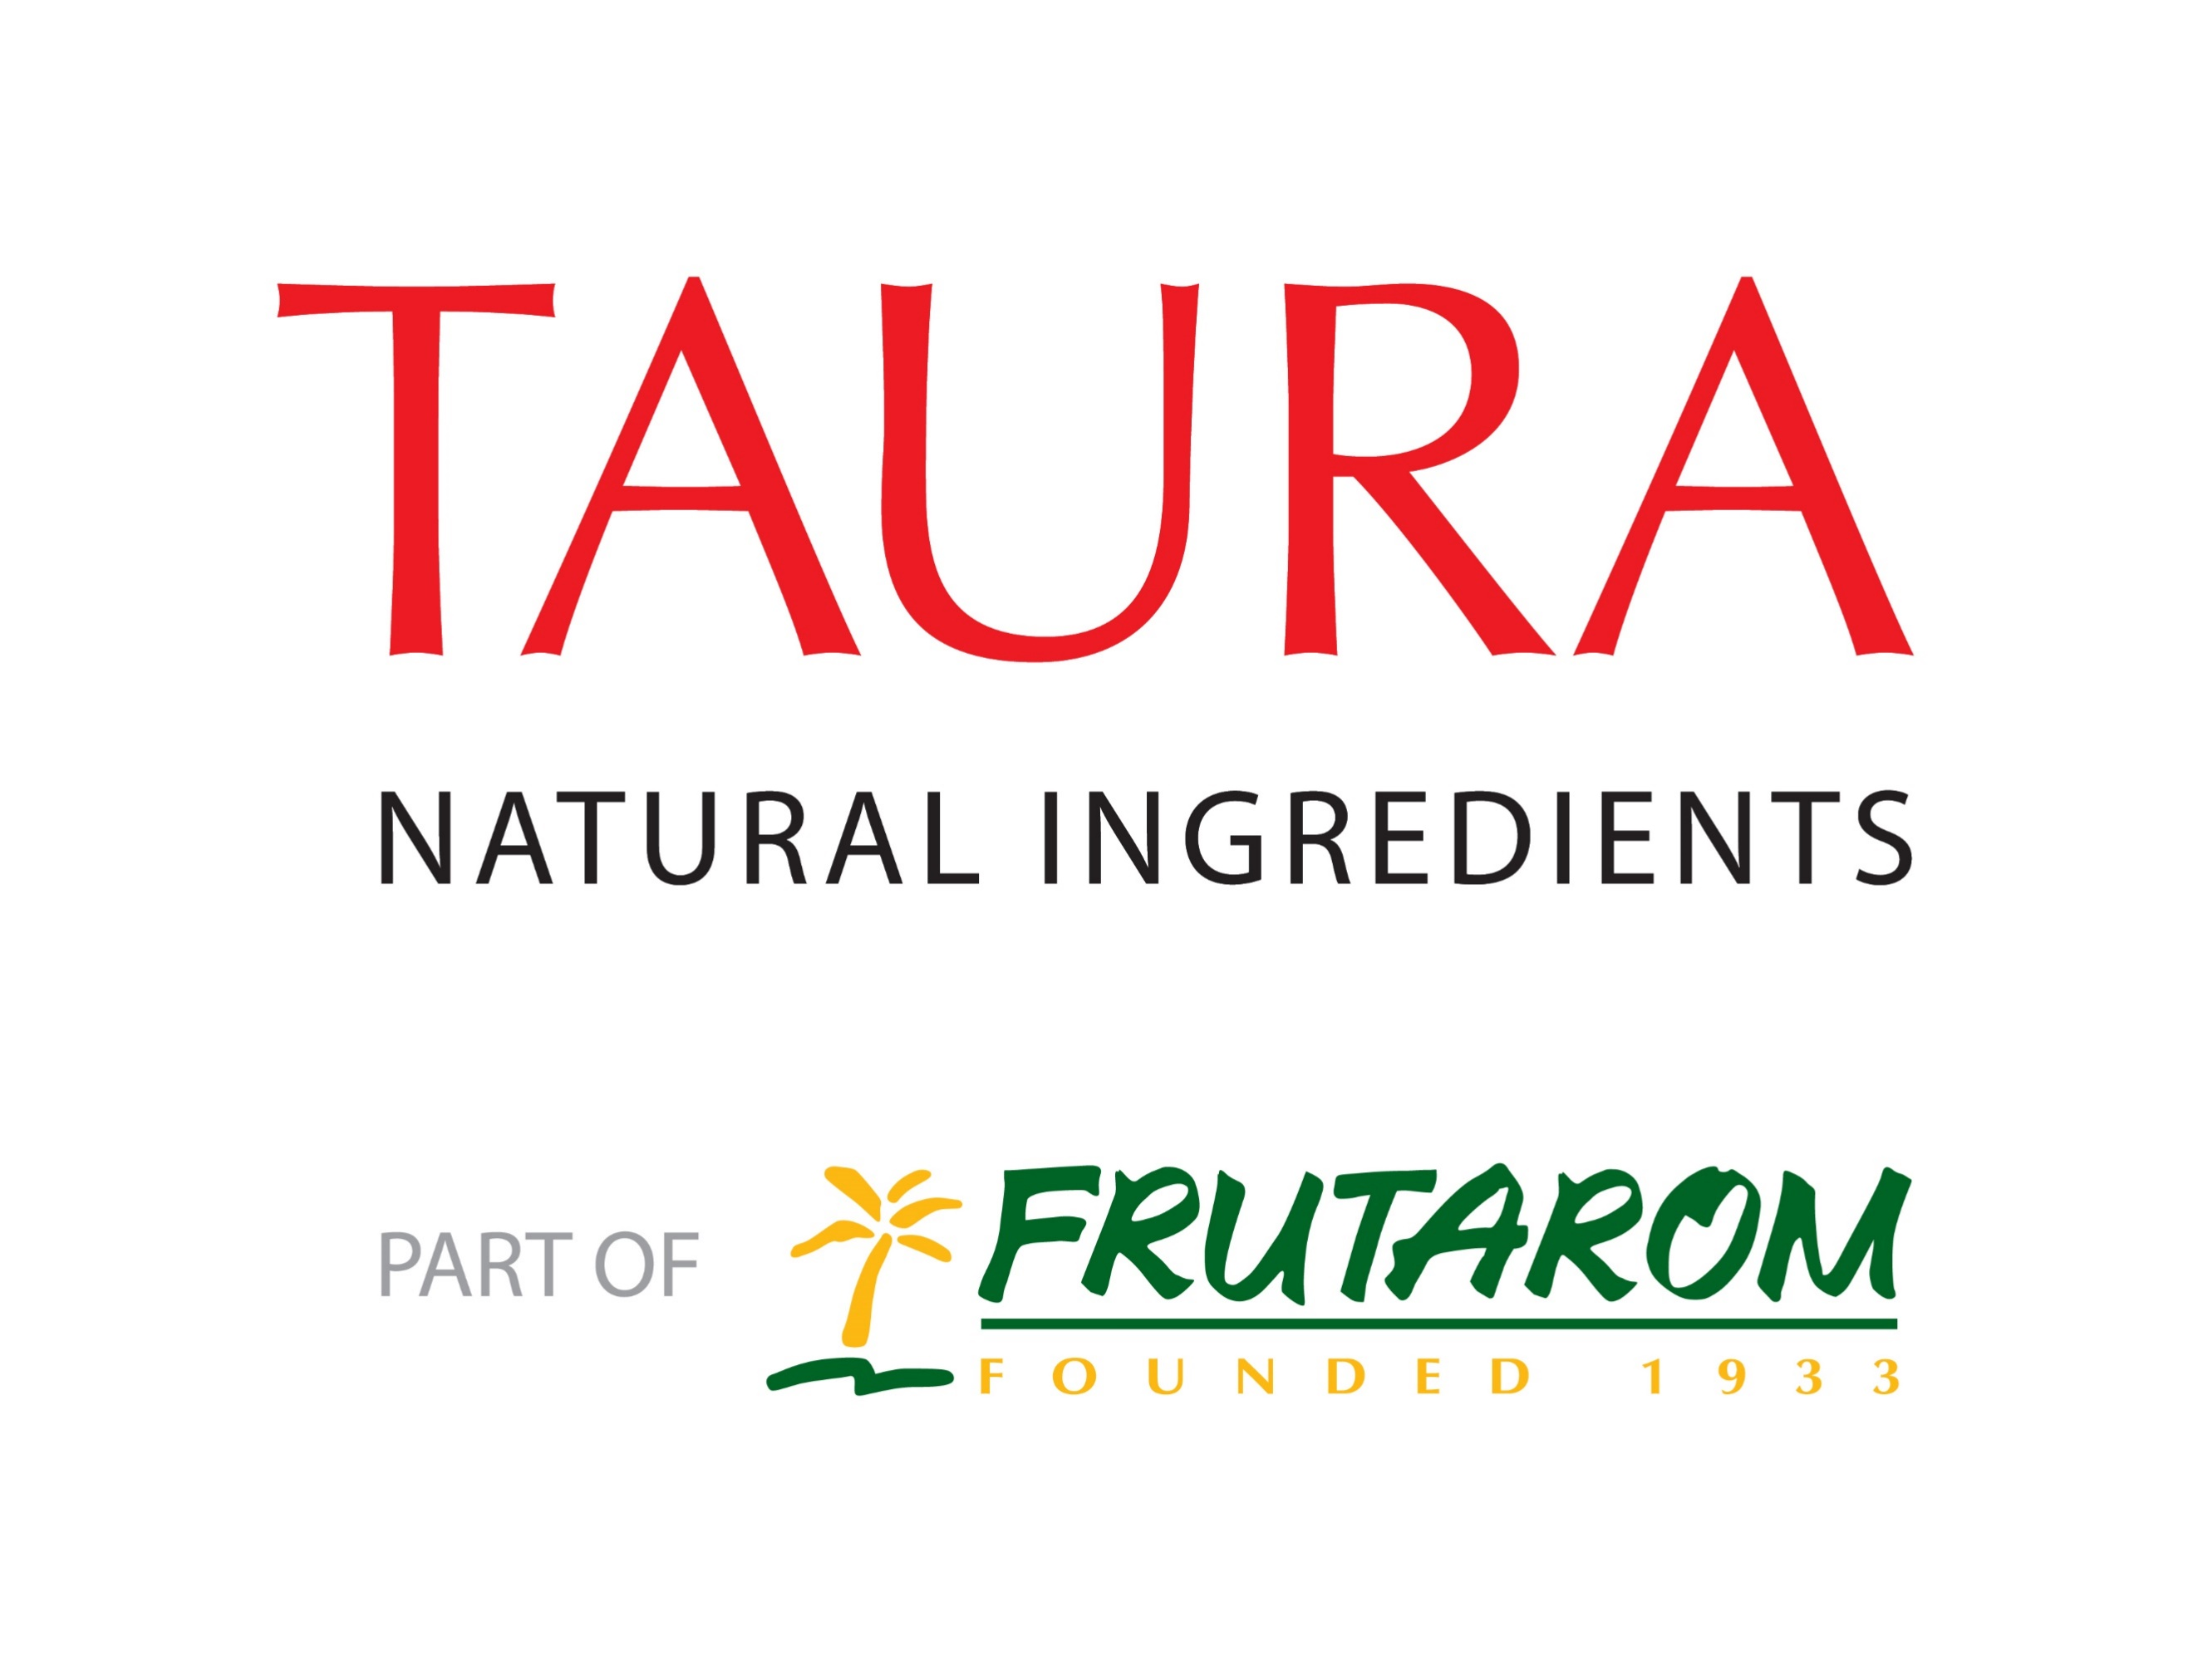 TAURA
NATURAL INGREDIENTS
PART OF FRUTAROM
FOUNDED 1933